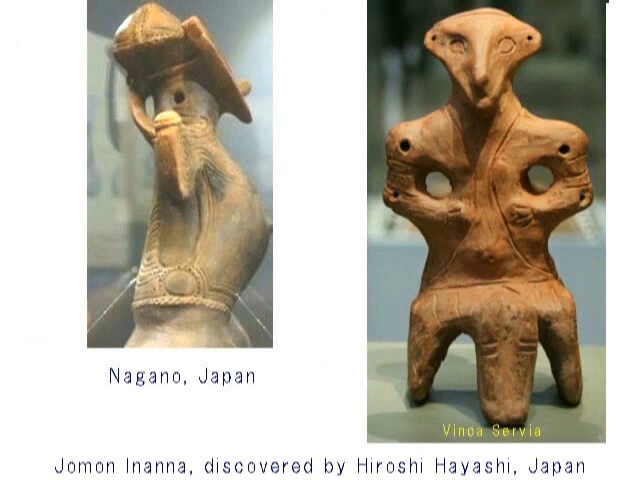 Nagano, Japan
Vinca Servia
Jomon Inanna, discovered by Hiroshi Hayashi, Japan